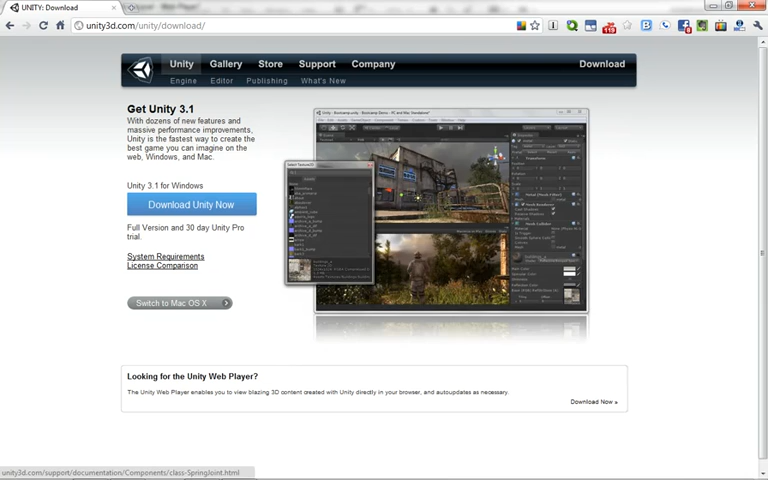 UNITY: Download
unity3d.com/unity/download/
119
6
Unity Gallery Store Support Company Download
Engine Editor Publishing What's New
Get Unity 3.1
With dozens of new features and
massive performance improvements,
Unity is the fastest way to create the
best game you can imagine on the
web, Windows, and Mac.
Unity 3.1 for Windows
Download Unity Now
Full Version and 30 day Unity Pro
trial.
System Requirements
License Comparison
Switch to Mac OS X
Looking for the Unity Web Player?
The Unity Web Player enables you to view blazing 3D content created with Unity directly in your browser, and autoupdates as necessary.
Download Now »
unity3d.com/support/documentation/Components/class-SpringJoint.html